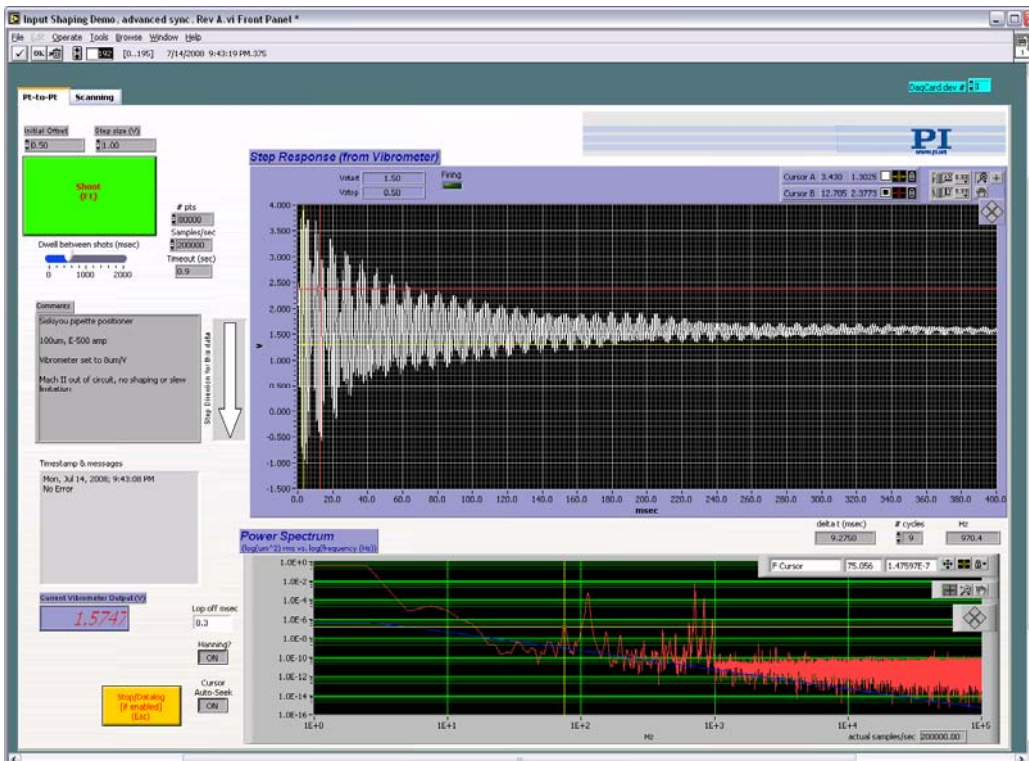 Input Shaping Demo, advanced sync, Rev A.vi Front Panel *
File Edit Operate Tools Browse Window Help
OK 192 [0..195] 7/14/2008 9:43:19 PM.375
1
DaqCard dev #
Pt-to-Pt Scanning
Initial Offset Step size (V)
0.50 1.00
Shoot
(F1)
# pts
80000
Samples/sec
200000
Timeout (sec)
0.9
Dwell between shots (msec)
0 1000 2000
Comments
Siskiyou pipette positioner
100um, E-500 amp
Vibrometer set to 8um/V
Mach II out of circuit, no shaping or slew
limitation
Step Direction for this data
Timestamp & messages
Mon, Jul 14, 2008; 9:43:08 PM
No Error
Current Vibrometer Output (V)
1.5747
Lop off msec
0.3
Hanning?
ON
Cursor
Auto-Seek
ON
Stop/Datalog
[if enabled]
(Esc)
PI
Step Response (from Vibrometer)
Vstart 1.50
Vstop 0.50
Firing
Cursor A 3.430 1.3025
Cursor B 12.705 2.3773
4.000
3.500
3.000
2.500
2.000
1.500
1.000
0.500
0.000
-0.500
-1.000
-1.500
V
0.0 20.0 40.0 60.0 80.0 100.0 120.0 140.0 160.0 180.0 200.0 220.0 240.0 260.0 280.0 300.0 320.0 340.0 360.0 380.0 400.0
msec
delta t (msec) # cycles Hz
9.2750 9 970.4
Power Spectrum
(log(um^2) rms vs. log(frequency (Hz))
F Cursor 75.056 1.47597E-7
1.0E+0
1.0E-2
1.0E-4
1.0E-6
1.0E-8
1.0E-10
1.0E-12
1.0E-14
1.0E-16
1E+0 1E+1 1E+2 1E+3 1E+4 1E+5
Hz
actual samples/sec 200000.00